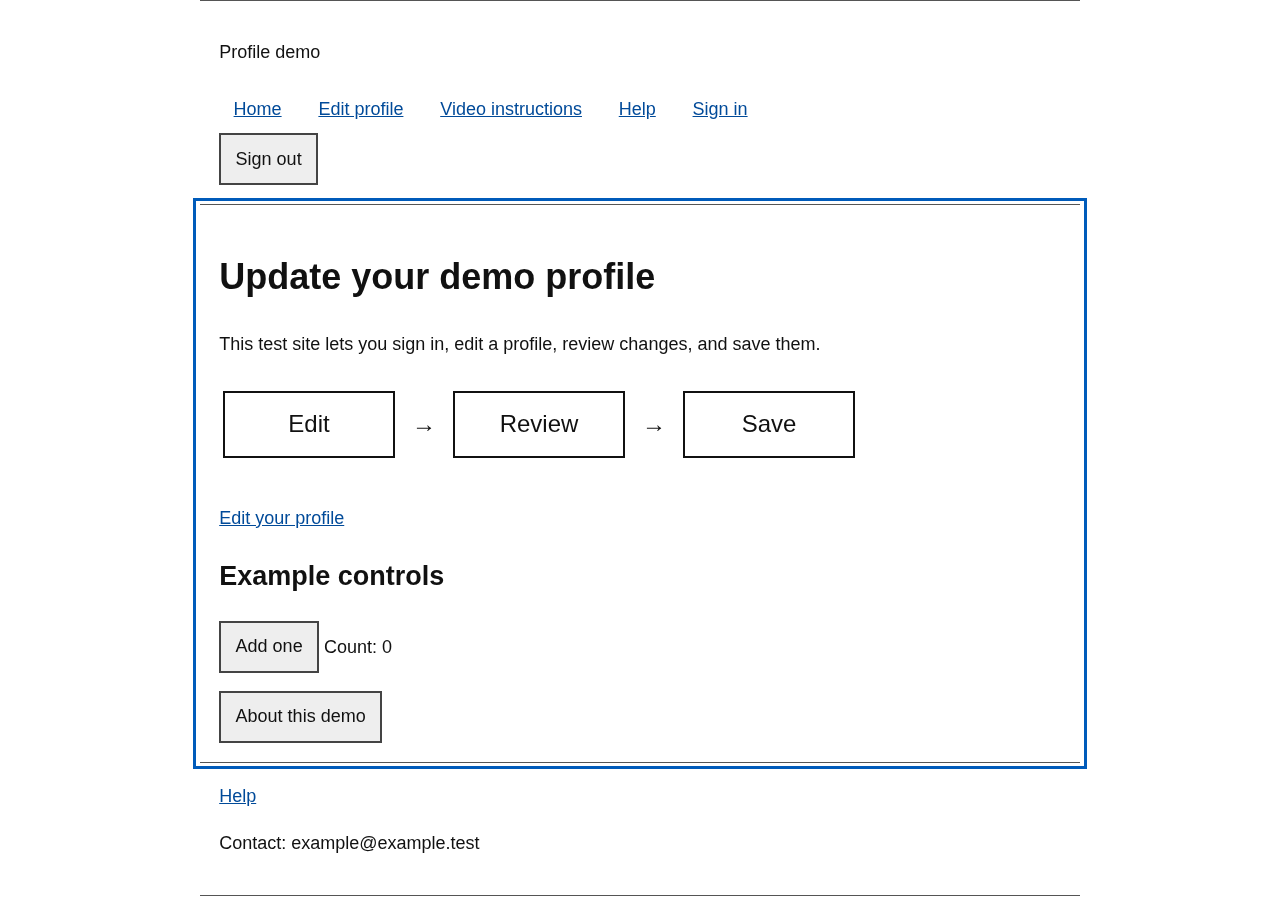 Profile demo
Home Edit profile Video instructions Help Sign in
Sign out
Update your demo profile
This test site lets you sign in, edit a profile, review changes, and save them.
Edit → Review → Save
Edit your profile
Example controls
Add one Count: 0
About this demo
Help
Contact: example@example.test